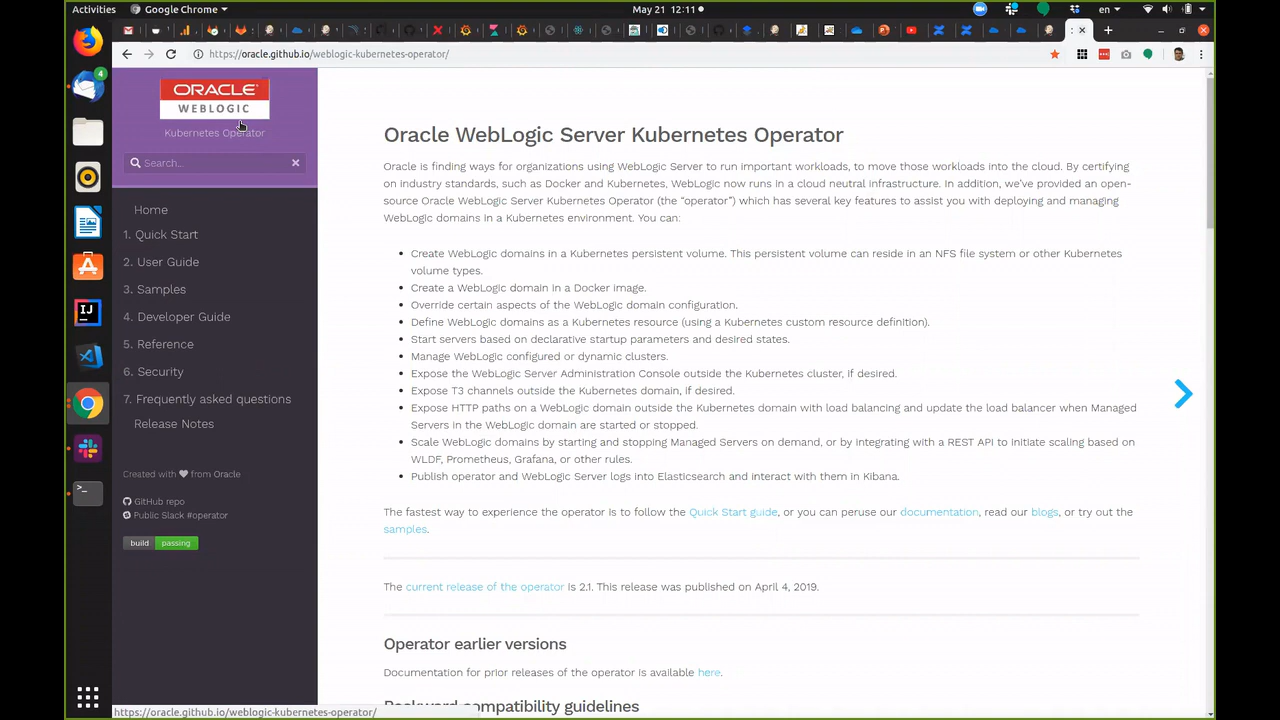 Activities
Google Chrome
May 21 12:11
en
https://oracle.github.io/weblogic-kubernetes-operator/
4
ORACLE
WEBLOGIC
Kubernetes Operator
Search...
Home
1. Quick Start
2. User Guide
3. Samples
4. Developer Guide
5. Reference
6. Security
7. Frequently asked questions
Release Notes
Created with ♥ from Oracle
GitHub repo
Public Slack #operator
build passing
Oracle WebLogic Server Kubernetes Operator
Oracle is finding ways for organizations using WebLogic Server to run important workloads, to move those workloads into the cloud. By certifying
on industry standards, such as Docker and Kubernetes, WebLogic now runs in a cloud neutral infrastructure. In addition, we've provided an open-
source Oracle WebLogic Server Kubernetes Operator (the “operator”) which has several key features to assist you with deploying and managing
WebLogic domains in a Kubernetes environment. You can:
• Create WebLogic domains in a Kubernetes persistent volume. This persistent volume can reside in an NFS file system or other Kubernetes
volume types.
• Create a WebLogic domain in a Docker image.
• Override certain aspects of the WebLogic domain configuration.
• Define WebLogic domains as a Kubernetes resource (using a Kubernetes custom resource definition).
• Start servers based on declarative startup parameters and desired states.
• Manage WebLogic configured or dynamic clusters.
• Expose the WebLogic Server Administration Console outside the Kubernetes cluster, if desired.
• Expose T3 channels outside the Kubernetes domain, if desired.
• Expose HTTP paths on a WebLogic domain outside the Kubernetes domain with load balancing and update the load balancer when Managed
Servers in the WebLogic domain are started or stopped.
• Scale WebLogic domains by starting and stopping Managed Servers on demand, or by integrating with a REST API to initiate scaling based on
WLDF, Prometheus, Grafana, or other rules.
• Publish operator and WebLogic Server logs into Elasticsearch and interact with them in Kibana.
The fastest way to experience the operator is to follow the Quick Start guide, or you can peruse our documentation, read our blogs, or try out the
samples.
The current release of the operator is 2.1. This release was published on April 4, 2019.
Operator earlier versions
Documentation for prior releases of the operator is available here.
Backward compatibility guidelines
IJ
https://oracle.github.io/weblogic-kubernetes-operator/